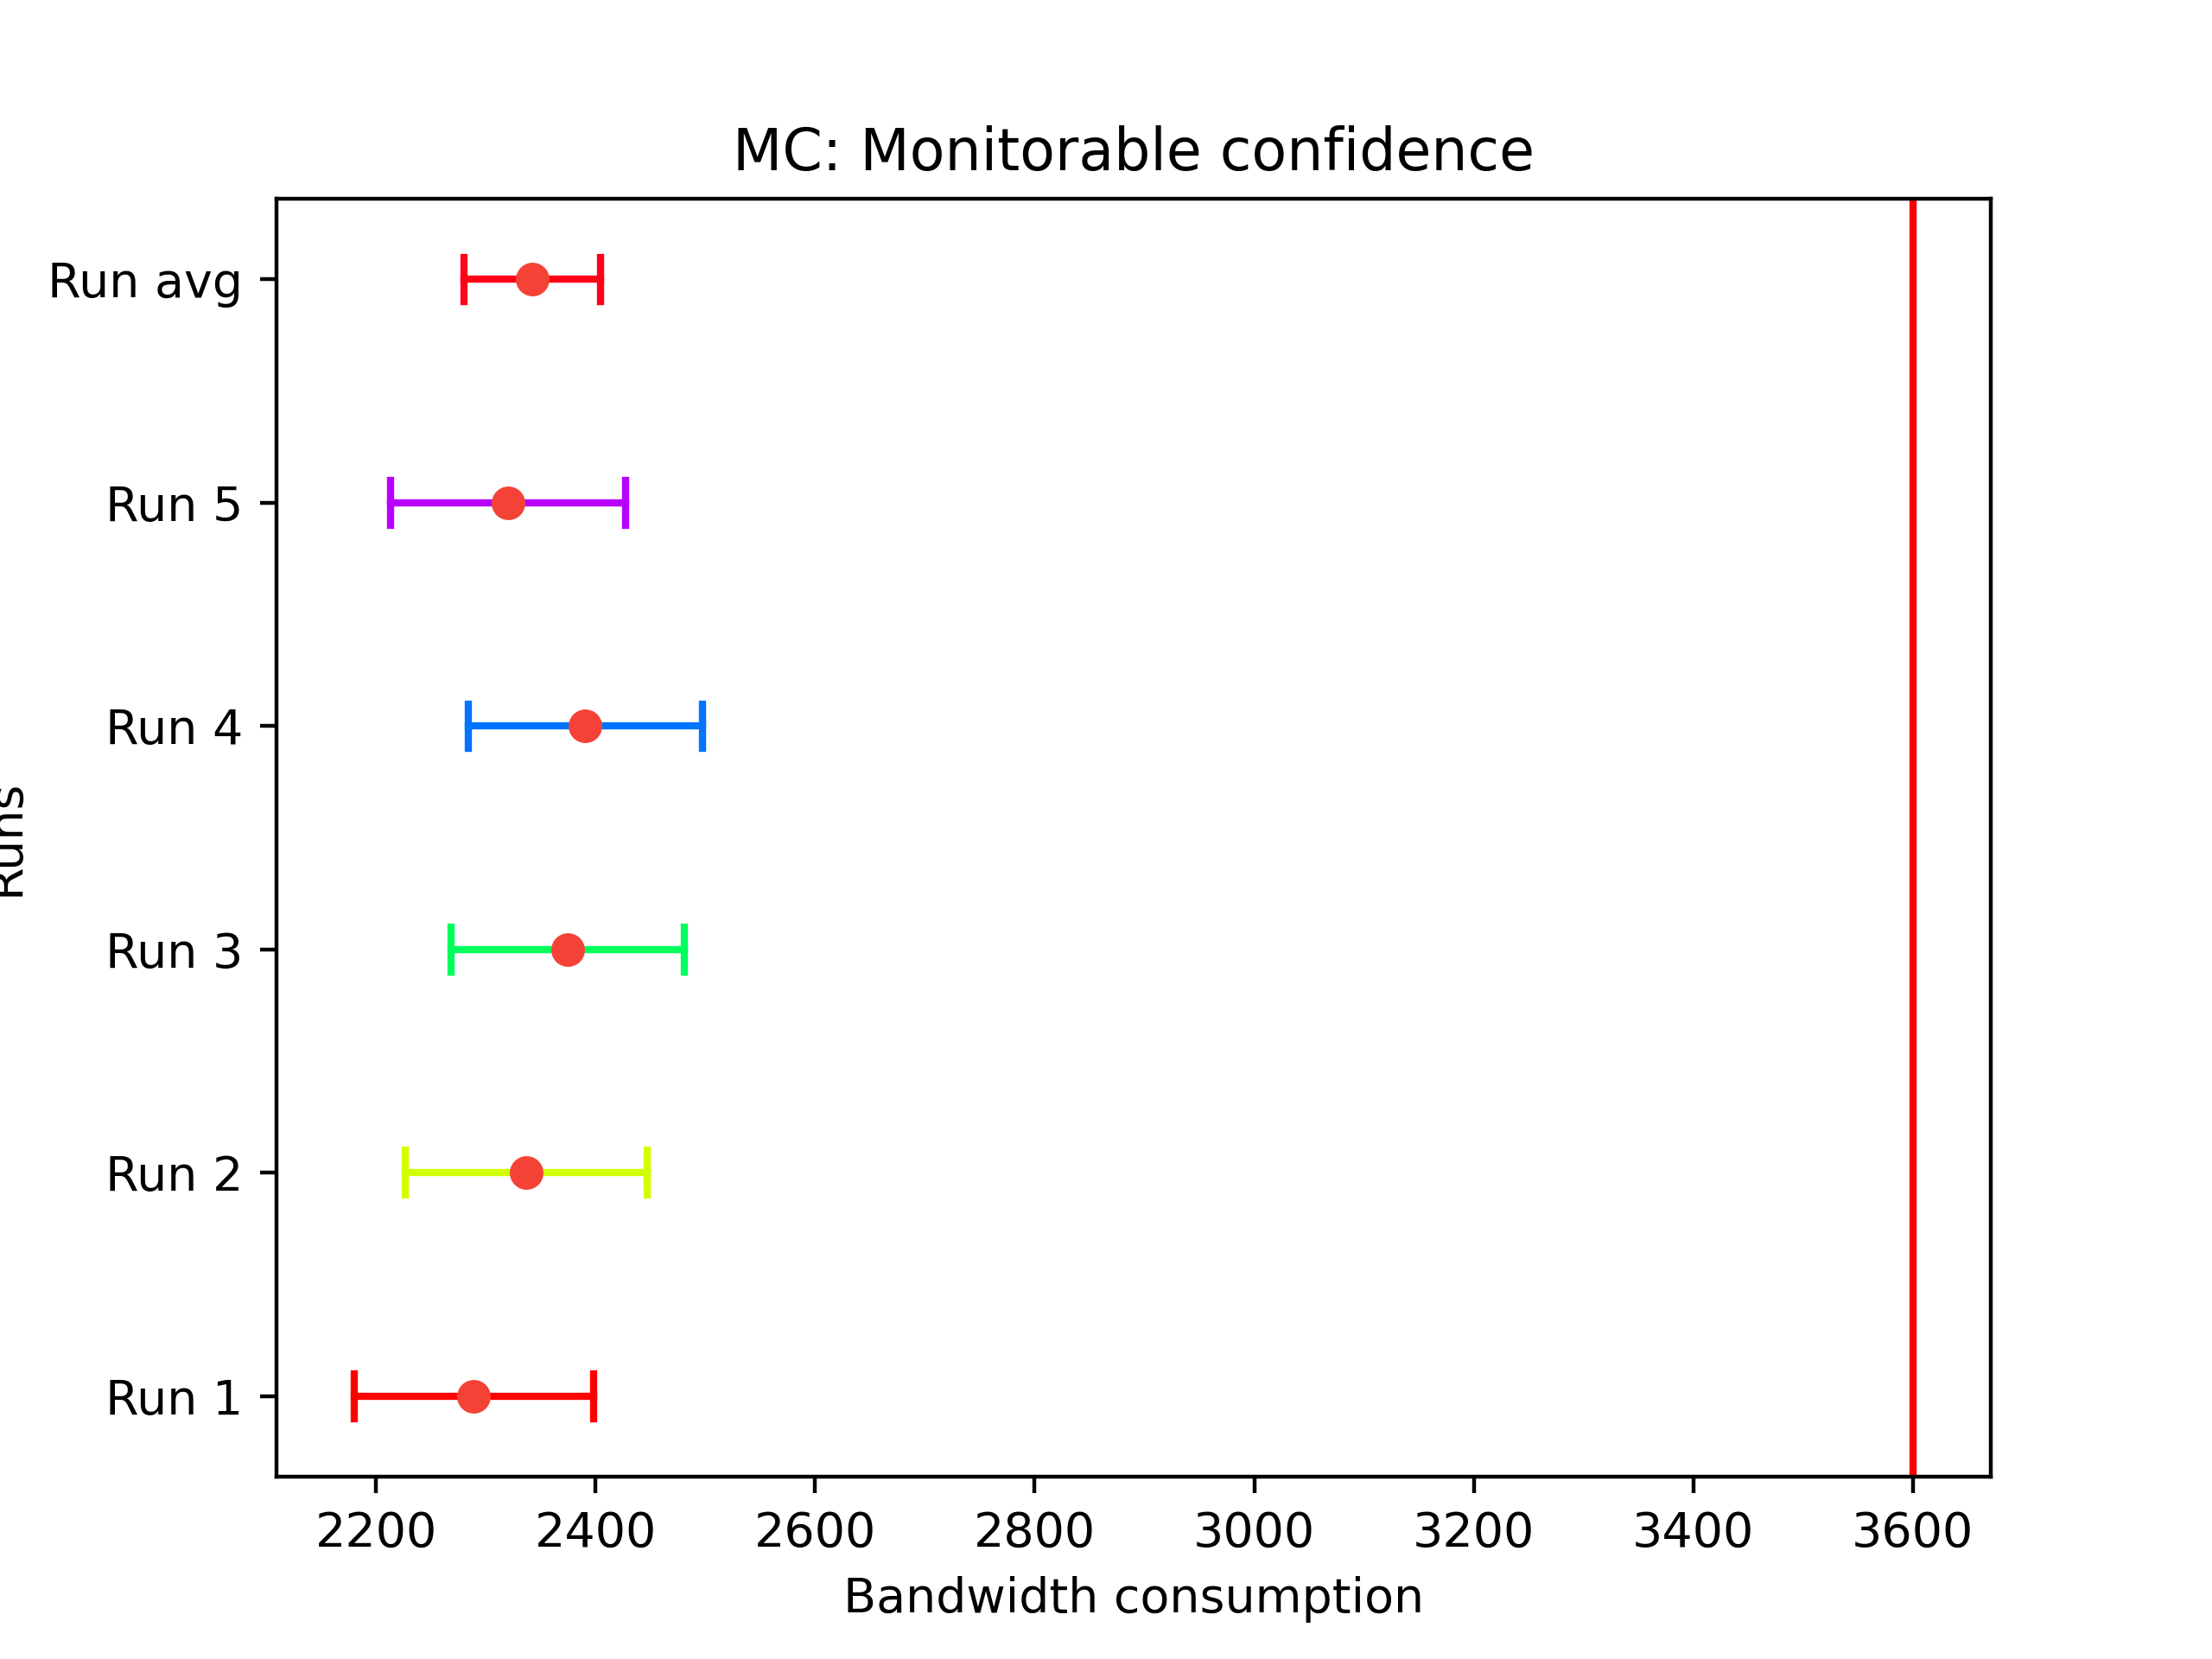 MC: Monitorable confidence
Run avg
Run 5
Run 4
Run 3
Run 2
Run 1
Runs
2200 2400 2600 2800 3000 3200 3400 3600
Bandwidth consumption